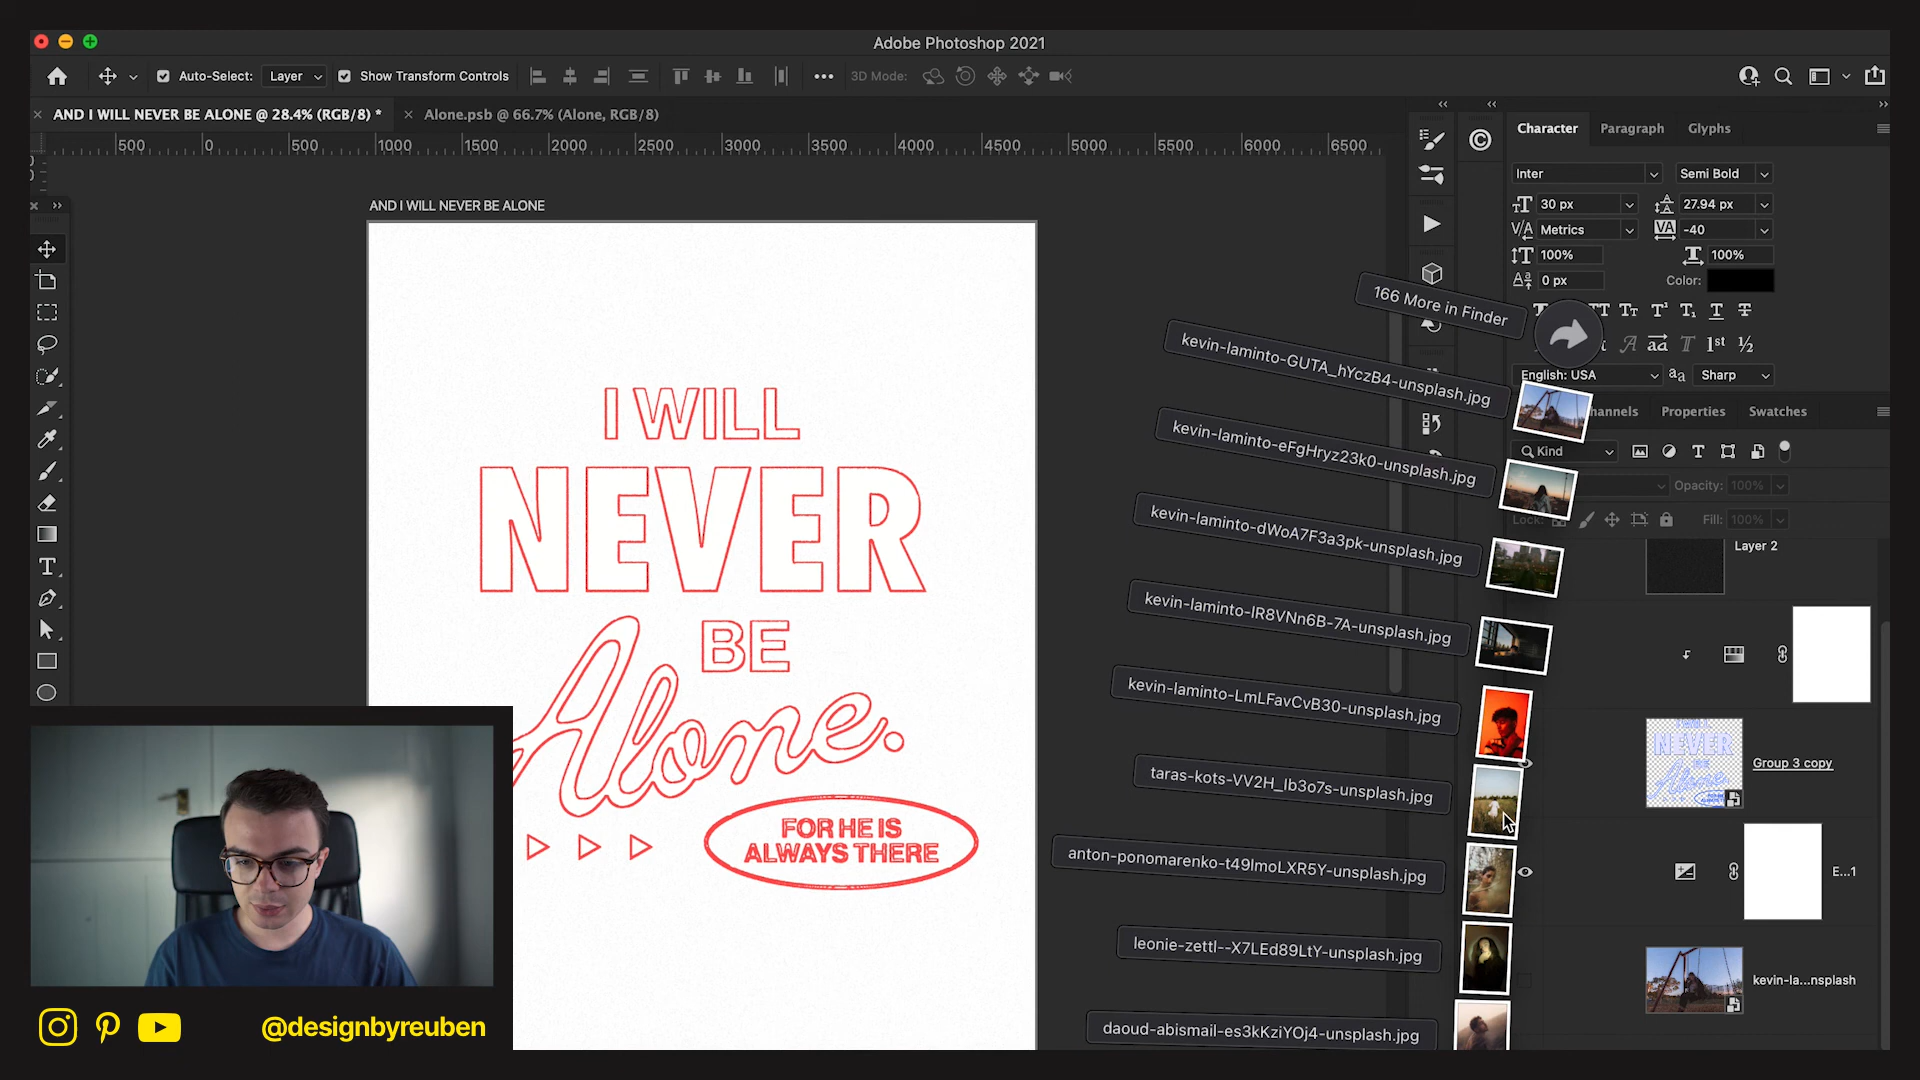 Adobe Photoshop 2021
Auto-Select: Layer Show Transform Controls 3D Mode:
AND I WILL NEVER BE ALONE @ 28.4% (RGB/8) * Alone.psb @ 66.7% (Alone, RGB/8)
500 0 500 1000 1500 2000 2500 3000 3500 4000 4500 5000 5500 6000 6500
Character Paragraph Glyphs
Inter Semi Bold
30 px 27.94 px
Metrics -40
100% 100%
0 px Color:
English: USA Sharp
Properties Swatches
Kind
Opacity: 100%
Lock: Fill: 100%
Layer 2
Group 3 copy
E...1
kevin-la...nsplash
166 More in Finder
kevin-laminto-GUTA_hYczB4-unsplash.jpg
kevin-laminto-eFgHryz23k0-unsplash.jpg
kevin-laminto-dWoA7F3a3pk-unsplash.jpg
kevin-laminto-IR8VNn6B-7A-unsplash.jpg
kevin-laminto-LmLFavCvB30-unsplash.jpg
taras-kots-VV2H_Ib3o7s-unsplash.jpg
anton-ponomarenko-t49lmoLXR5Y-unsplash.jpg
leonie-zettl--X7LEd89LtY-unsplash.jpg
daoud-abismail-es3kKziYOj4-unsplash.jpg
AND I WILL NEVER BE ALONE
I WILL
NEVER
BE
Alone.
FOR HE IS
ALWAYS THERE
@designbyreuben